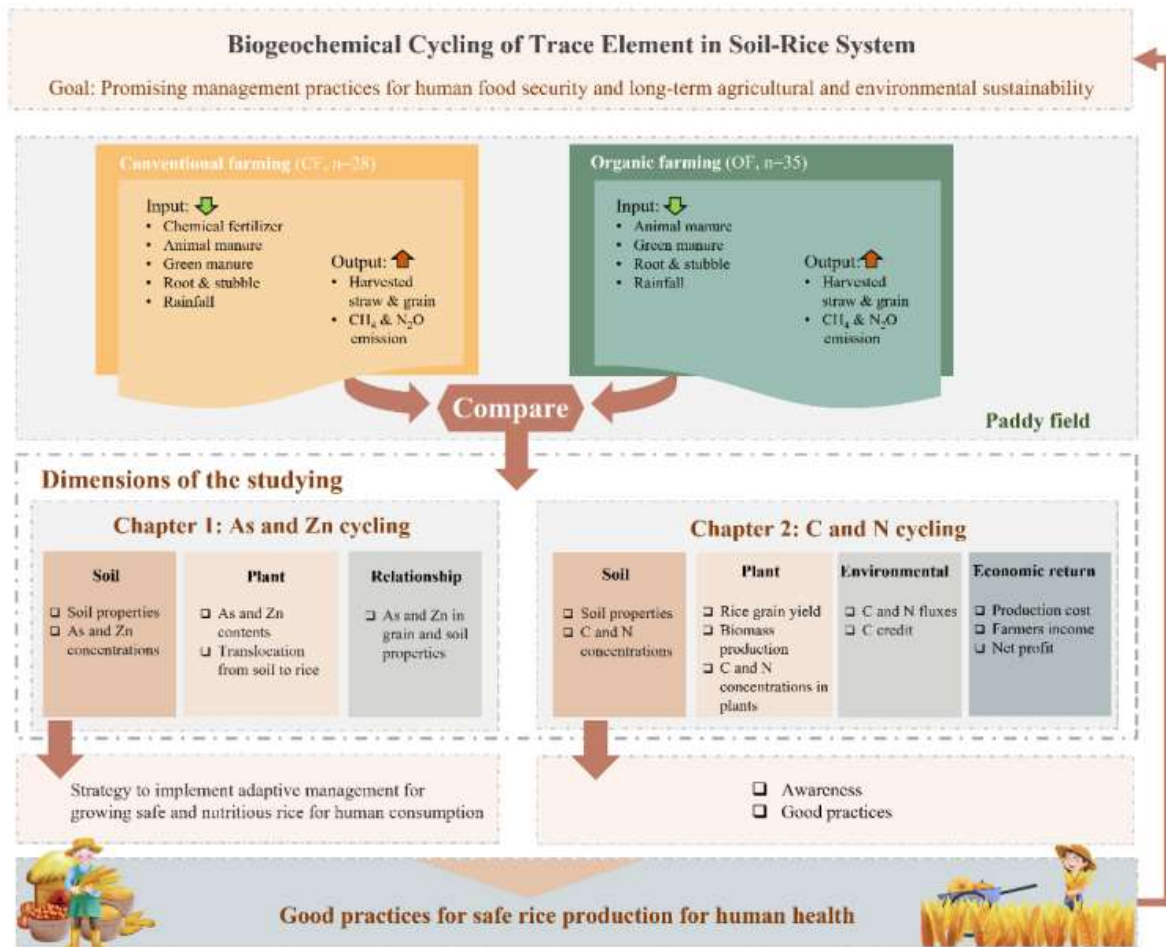 Biogeochemical Cycling of Trace Element in Soil-Rice System
Goal: Promising management practices for human food security and long-term agricultural and environmental sustainability
Conventional farming (CF, n=28)
Input:
• Chemical fertilizer
• Animal manure
• Green manure
• Root & stubble
• Rainfall
Output:
• Harvested
straw & grain
• CH₄ & N₂O
emission
Organic farming (OF, n=35)
Input:
• Animal manure
• Green manure
• Root & stubble
• Rainfall
Output:
• Harvested
straw & grain
• CH₄ & N₂O
emission
Compare
Paddy field
Dimensions of the studying
Chapter 1: As and Zn cycling
Soil
❑ Soil properties
❑ As and Zn
concentrations
Plant
❑ As and Zn
contents
❑ Translocation
from soil to rice
Relationship
❑ As and Zn in
grain and soil
properties
Chapter 2: C and N cycling
Soil
❑ Soil properties
❑ C and N
concentrations
Plant
❑ Rice grain yield
❑ Biomass
production
❑ C and N
concentrations in
plants
Environmental
❑ C and N fluxes
❑ C credit
Economic return
❑ Production cost
❑ Farmers income
❑ Net profit
Strategy to implement adaptive management for
growing safe and nutritious rice for human consumption
❑ Awareness
❑ Good practices
Good practices for safe rice production for human health